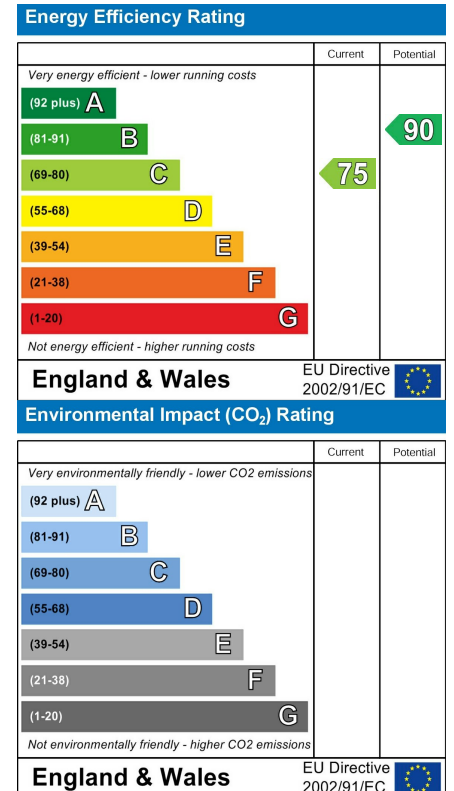 Energy Efficiency Rating
Current Potential
Very energy efficient - lower running costs
(92 plus) A
(81-91) B
(69-80) C
(55-68) D
(39-54) E
(21-38) F
(1-20) G
90
75
Not energy efficient - higher running costs
England & Wales
EU Directive
2002/91/EC
Environmental Impact (CO₂) Rating
Current Potential
Very environmentally friendly - lower CO2 emissions
(92 plus) A
(81-91) B
(69-80) C
(55-68) D
(39-54) E
(21-38) F
(1-20) G
Not environmentally friendly - higher CO2 emissions
England & Wales
EU Directive
2002/91/EC